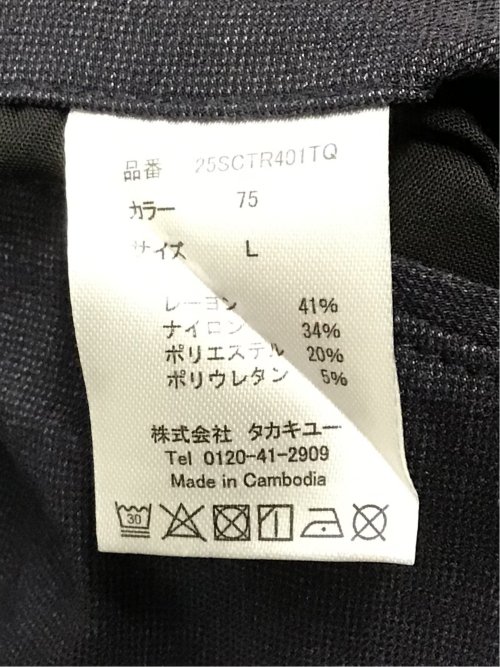 品番 25SCTR401TQ
カラー 75
サイズ L
レーヨン 41%
ナイロン 34%
ポリエステル 20%
ポリウレタン 5%
株式会社 タカキユー
Tel 0120-41-2909
Made in Cambodia
30